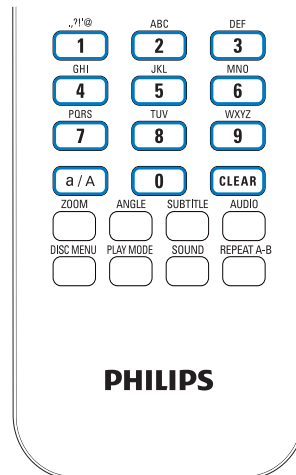 .,?!'@ ABC DEF
1 2 3
GHI JKL MNO
4 5 6
PQRS TUV WXYZ
7 8 9
a / A 0 CLEAR
ZOOM ANGLE SUBTITLE AUDIO
DISC MENU PLAY MODE SOUND REPEAT A-B
PHILIPS